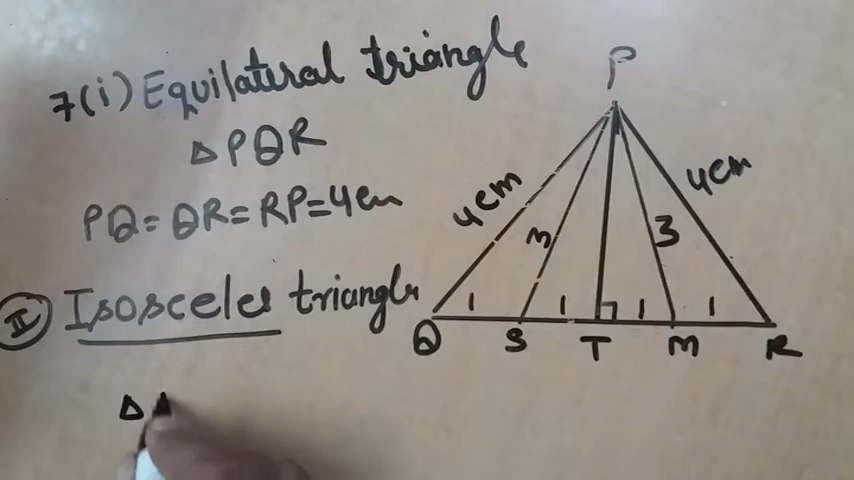 7(i) Equilateral triangle
△PQR
PQ = QR = RP = 4cm
II Isosceles triangle
△
P
4cm
4cm
3
3
1
1
1
1
Q S T M R